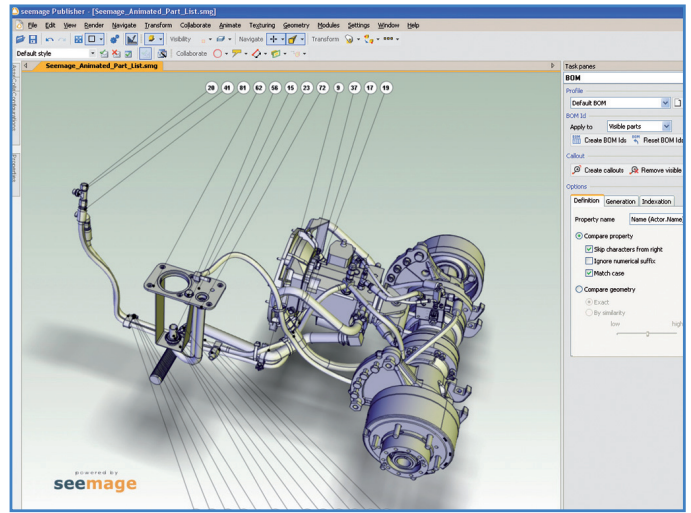 seemage Publisher - [Seemage_Animated_Part_List.smg]
File Edit View Render Navigate Transform Collaborate Animate Texturing Geometry Modules Settings Window Help
Visibility Navigate Transform
Default style Collaborate
Seemage_Animated_Part_List.smg
Properties
20 41 81 62 56 15 23 72 9 37 17 19
powered by
seemage
Task panes
BOM
Profile
Default BOM
BOM Id
Apply to Visible parts
Create BOM Ids Reset BOM Ids
Callout
Create callouts Remove visible
Options
Definition Generation Indexation
Property name Name (Actor.Name)
Compare property
Skip characters from right
Ignore numerical suffix
Match case
Compare geometry
Exact
By similarity
low high